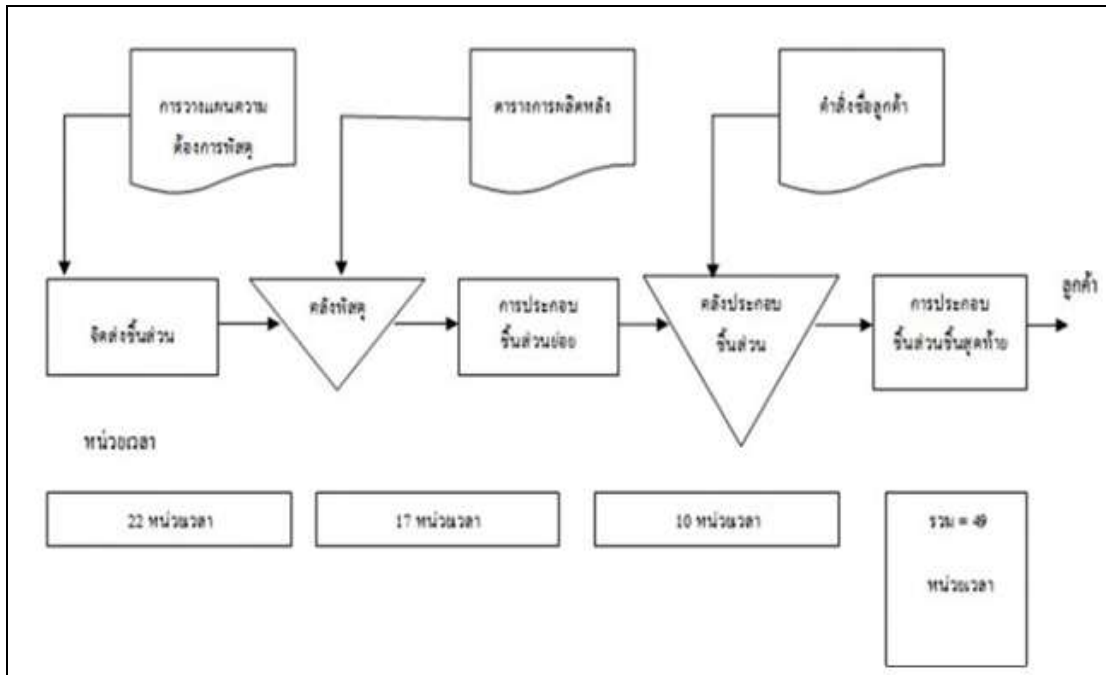 การวางแผนความ
ต้องการพัสดุ
ตารางการผลิตหลัง
คำสั่งซื้อลูกค้า
จัดส่งชิ้นส่วน
คลังพัสดุ
การประกอบ
ชิ้นส่วนย่อย
คลังประกอบ
ชิ้นส่วน
การประกอบ
ชิ้นส่วนชิ้นสุดท้าย
ลูกค้า
หน่วยเวลา
22 หน่วยเวลา
17 หน่วยเวลา
10 หน่วยเวลา
รวม = 49
หน่วยเวลา